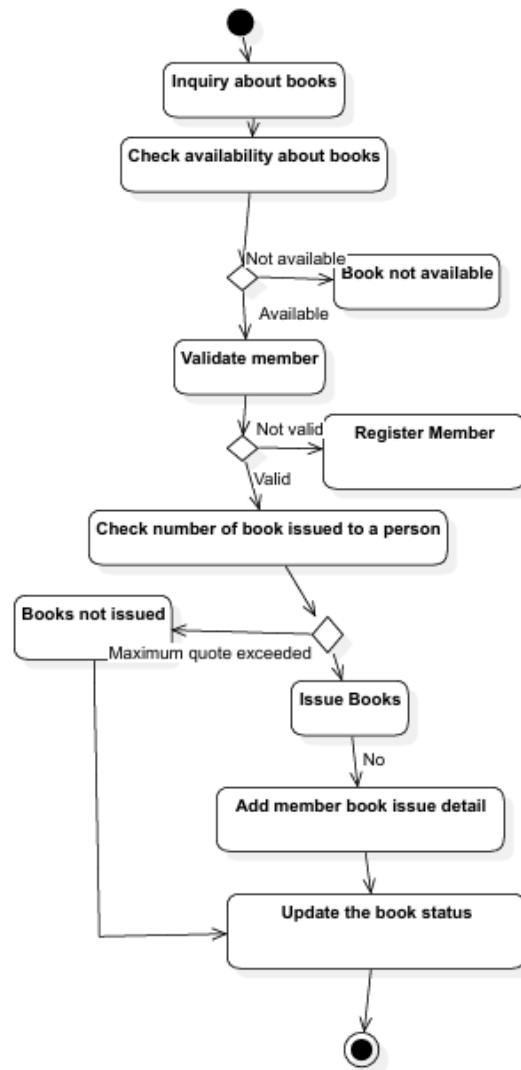 Inquiry about books
Check availability about books
Not available
Book not available
Available
Validate member
Not valid
Register Member
Valid
Check number of book issued to a person
Books not issued
Maximum quote exceeded
Issue Books
No
Add member book issue detail
Update the book status